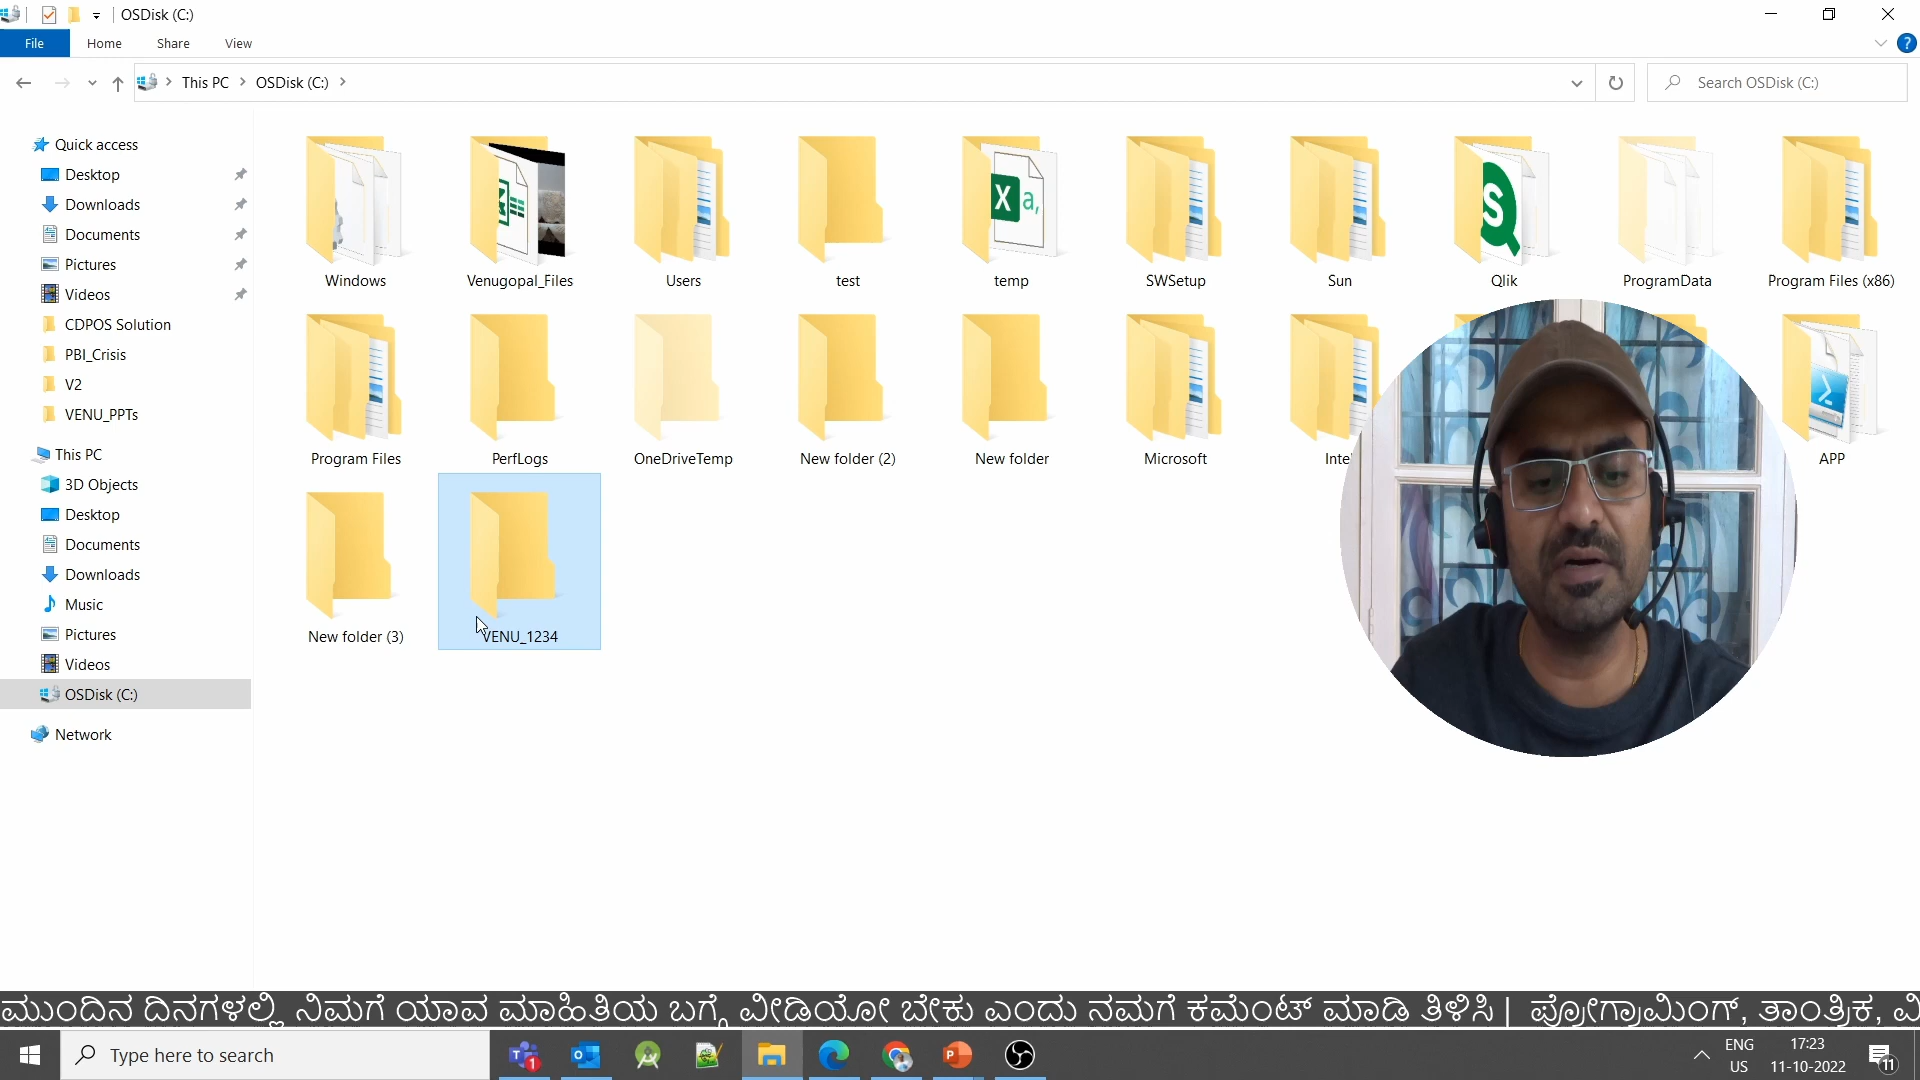 OSDisk (C:)
File Home Share View
This PC OSDisk (C:)
Search OSDisk (C:)
Quick access
Desktop
Downloads
Documents
Pictures
Videos
CDPOS Solution
PBI_Crisis
V2
VENU_PPTs
This PC
3D Objects
Desktop
Documents
Downloads
Music
Pictures
Videos
OSDisk (C:)
Network
Windows Venugopal_Files Users test temp SWSetup Sun Qlik ProgramData Program Files (x86)
Program Files PerfLogs OneDriveTemp New folder (2) New folder Microsoft APP
New folder (3) VENU_1234
ಮುಂದಿನ ದಿನಗಳಲ್ಲಿ ನಿಮಗೆ ಯಾವ ಮಾಹಿತಿಯ ಬಗ್ಗೆ ವೀಡಿಯೋ ಬೇಕು ಎಂದು ನಮಗೆ ಕಮೆಂಟ್ ಮಾಡಿ ತಿಳಿಸಿ | ಪ್ರೋಗ್ರಾಮಿಂಗ್, ತಾಂತ್ರಿಕ,
Type here to search
ENG
US
17:23
11-10-2022
11